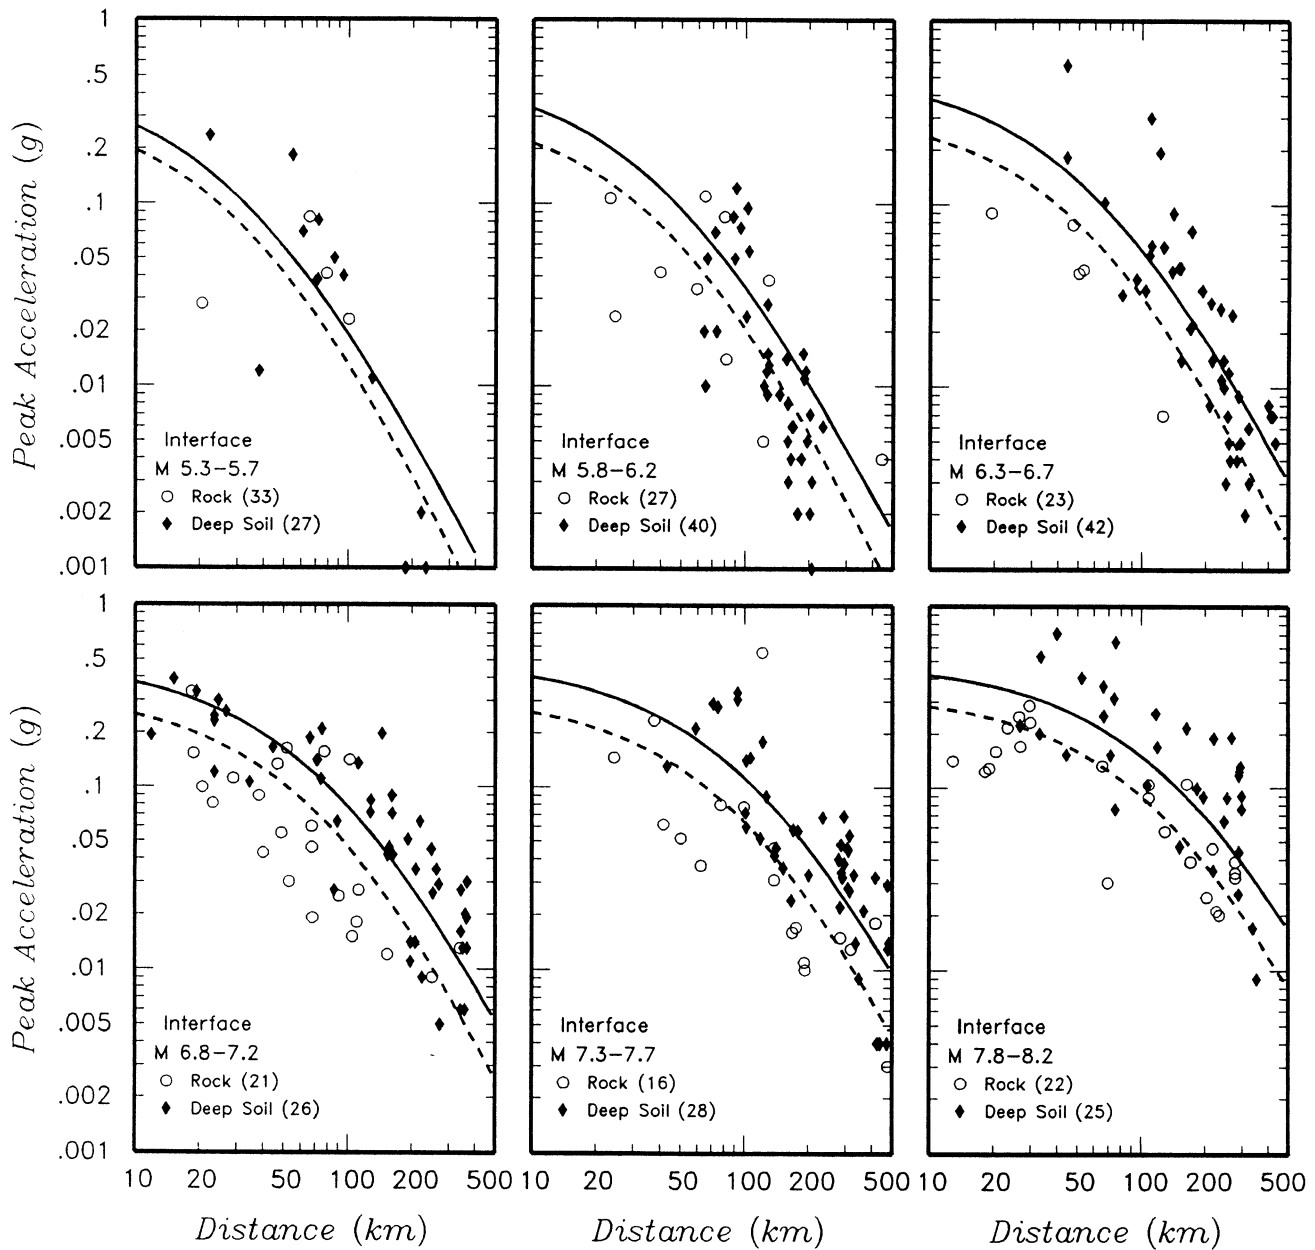 1
.5
.2
.1
.05
.02
.01
.005
.002
.001
Peak Acceleration (g)
Interface
M 5.3–5.7
Rock (33)
Deep Soil (27)
Interface
M 5.8–6.2
Rock (27)
Deep Soil (40)
Interface
M 6.3–6.7
Rock (23)
Deep Soil (42)
1
.5
.2
.1
.05
.02
.01
.005
.002
.001
Peak Acceleration (g)
Interface
M 6.8–7.2
Rock (21)
Deep Soil (26)
Interface
M 7.3–7.7
Rock (16)
Deep Soil (28)
Interface
M 7.8–8.2
Rock (22)
Deep Soil (25)
10 20 50 100 200 500
10 20 50 100 200 500
10 20 50 100 200 500
Distance (km)
Distance (km)
Distance (km)